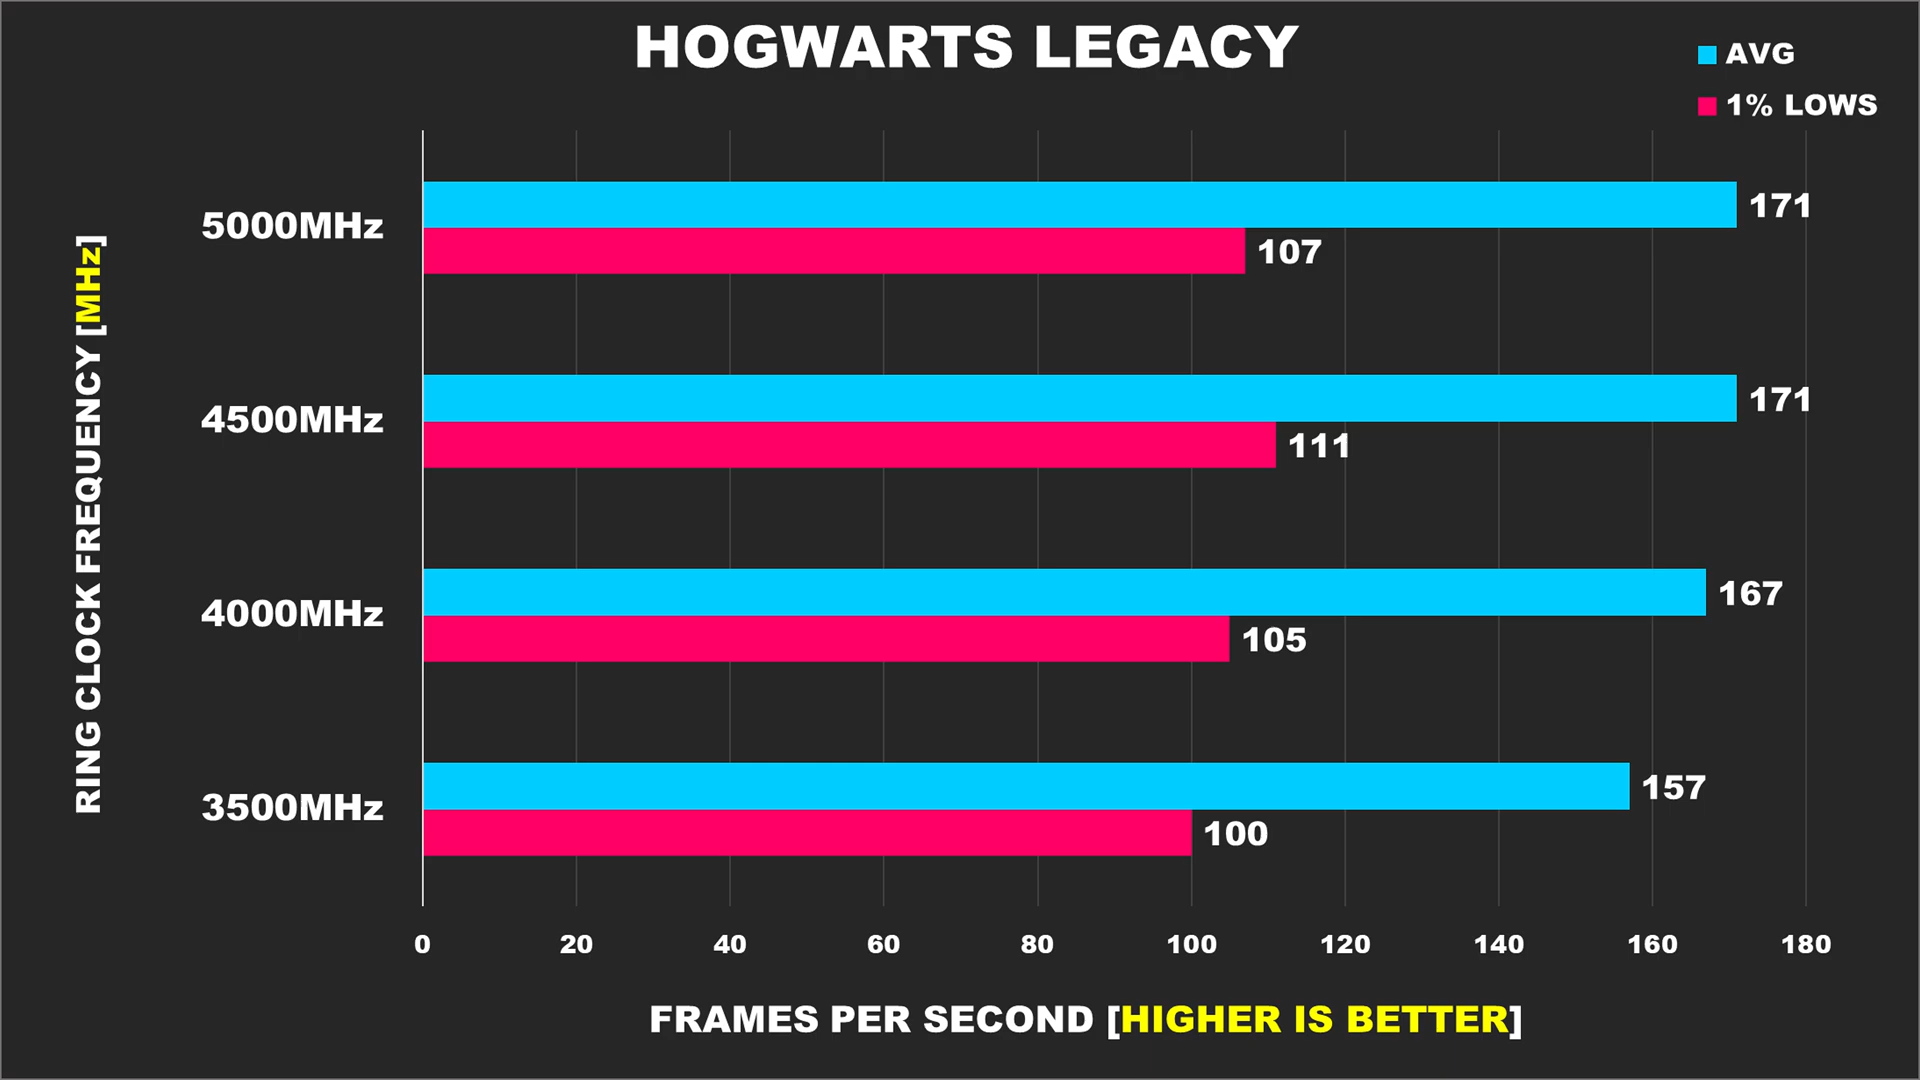 HOGWARTS LEGACY
AVG
1% LOWS
RING CLOCK FREQUENCY [MHz]
5000MHz
171
107
4500MHz
171
111
4000MHz
167
105
3500MHz
157
100
0 20 40 60 80 100 120 140 160 180
FRAMES PER SECOND [HIGHER IS BETTER]